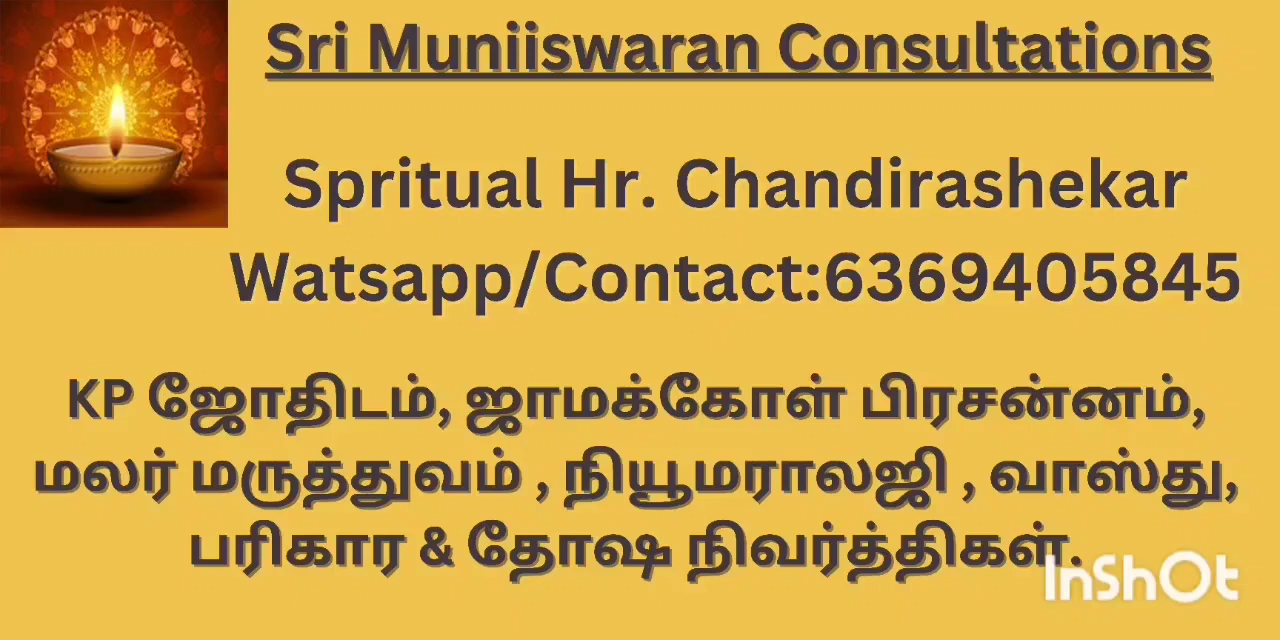 Sri Muniiswaran Consultations
Spritual Hr. Chandirashekar
Watsapp/Contact:6369405845
KP ஜோதிடம், ஜாமக்கோள் பிரசன்னம்,
மலர் மருத்துவம் , நியூமராலஜி , வாஸ்து,
பரிகார & தோஷ நிவர்த்திகள்.
InShOt